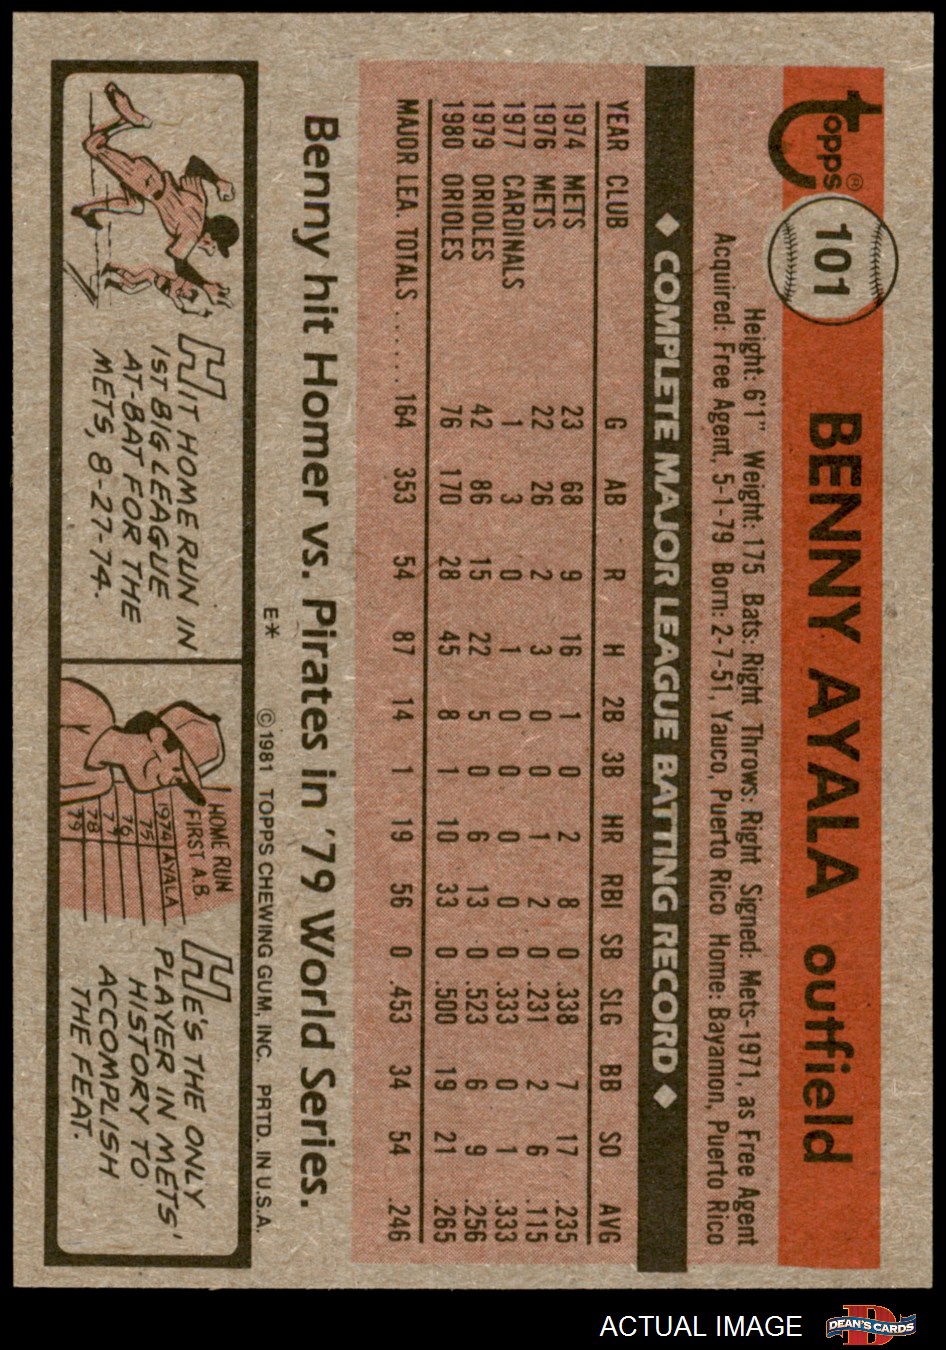 Topps®
101
BENNY AYALA outfield
Height: 6'1" Weight: 175 Bats: Right Throws: Right Signed: Mets-1971, as Free Agent
Acquired: Free Agent, 5-1-79 Born: 2-7-51, Yauco, Puerto Rico Home: Bayamon, Puerto Rico
◆ COMPLETE MAJOR LEAGUE BATTING RECORD ◆
YEAR CLUB G AB R H 2B 3B HR RBI SB SLG BB SO AVG
1974 METS 23 68 9 16 1 0 2 8 0 .338 7 17 .235
1976 METS 22 26 2 3 0 0 1 2 0 .231 2 6 .115
1977 CARDINALS 1 3 0 1 0 0 0 0 0 .333 0 1 .333
1979 ORIOLES 42 86 15 22 5 0 6 13 0 .523 6 9 .256
1980 ORIOLES 76 170 28 45 8 1 10 33 0 .500 19 21 .265
MAJOR LEA. TOTALS...... 164 353 54 87 14 1 19 56 0 .453 34 54 .246
Benny hit Homer vs. Pirates in '79 World Series.
E* ©1981 TOPPS CHEWING GUM, INC. PRTD. IN U.S.A.
HIT HOME RUN IN
1ST BIG LEAGUE
AT-BAT FOR THE
METS, 8-27-74.
HOME RUN
FIRST A.B.
1974 AYALA
75
76
77
78
79
HE'S THE ONLY
PLAYER IN METS'
HISTORY TO
ACCOMPLISH
THE FEAT.
ACTUAL IMAGE
D
DEAN'S CARDS